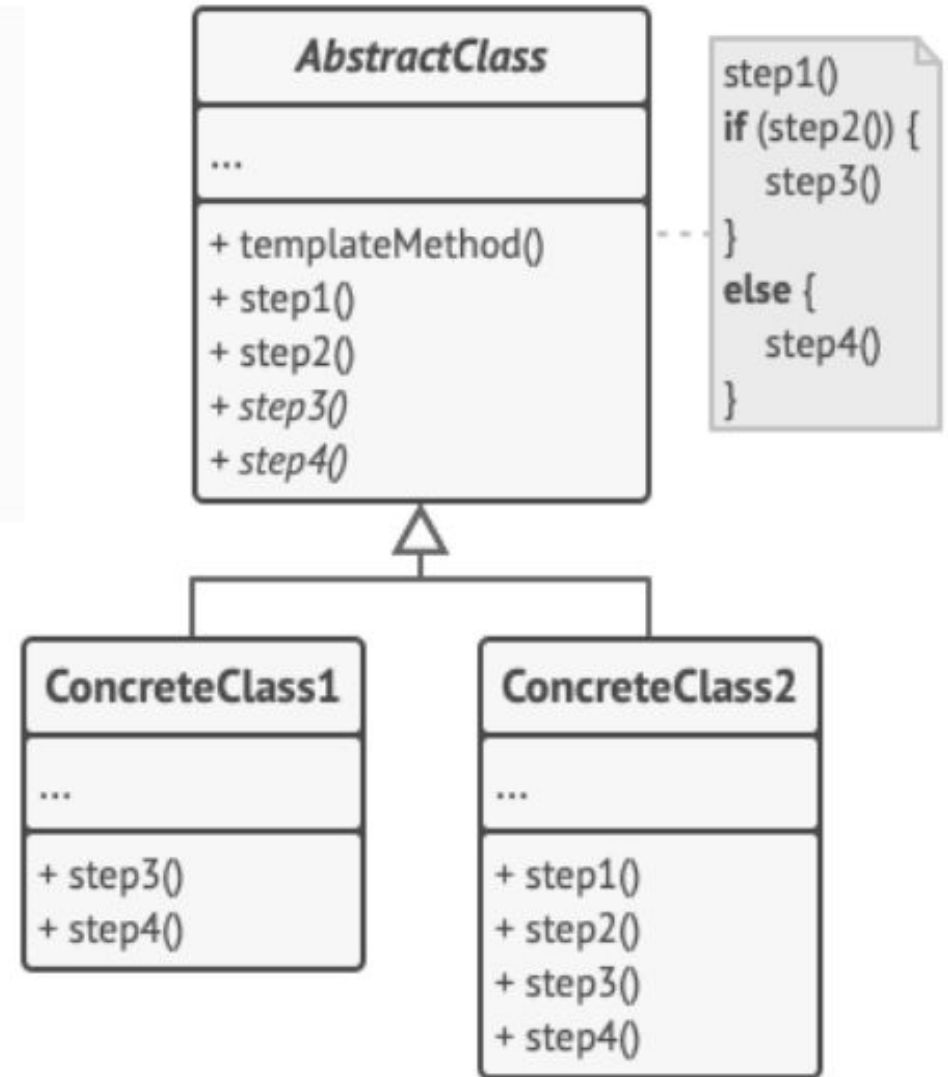 AbstractClass
...
+ templateMethod()
+ step1()
+ step2()
+ step3()
+ step4()
step1()
if (step2()) {
step3()
}
else {
step4()
}
ConcreteClass1
...
+ step3()
+ step4()
ConcreteClass2
...
+ step1()
+ step2()
+ step3()
+ step4()